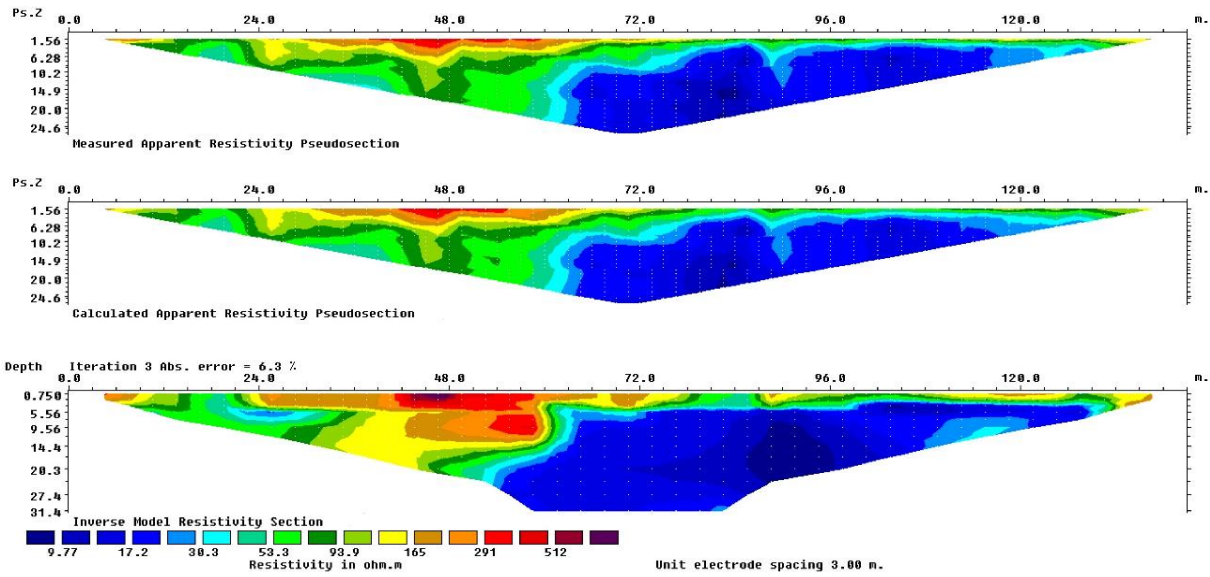 Ps.Z 0.0 24.0 48.0 72.0 96.0 120.0 m.
1.56
6.28
10.2
14.9
20.0
24.6
Measured Apparent Resistivity Pseudosection
Ps.Z 0.0 24.0 48.0 72.0 96.0 120.0 m.
1.56
6.28
10.2
14.9
20.0
24.6
Calculated Apparent Resistivity Pseudosection
Depth Iteration 3 Abs. error = 6.3 %
0.0 24.0 48.0 72.0 96.0 120.0 m.
0.750
5.56
9.56
14.4
20.3
27.4
31.4
Inverse Model Resistivity Section
9.77 17.2 30.3 53.3 93.9 165 291 512
Resistivity in ohm.m Unit electrode spacing 3.00 m.